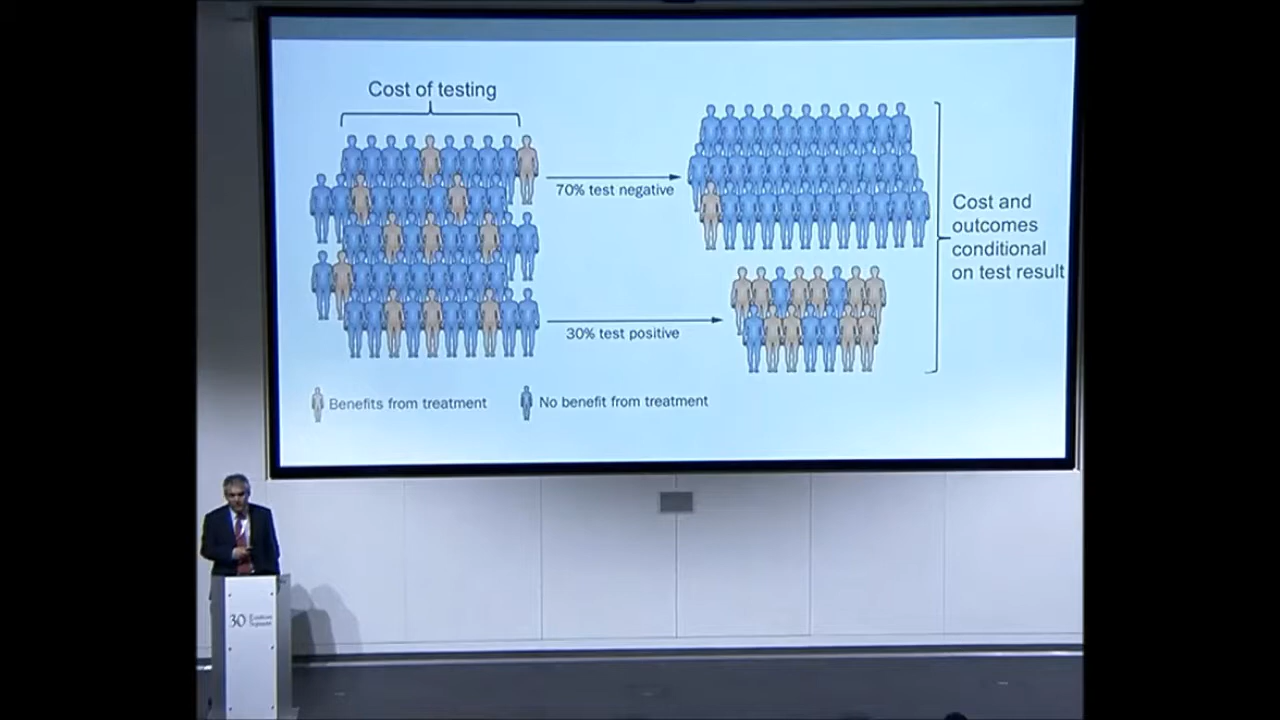 Cost of testing
70% test negative
Cost and
outcomes
conditional
on test result
30% test positive
Benefits from treatment
No benefit from treatment
30